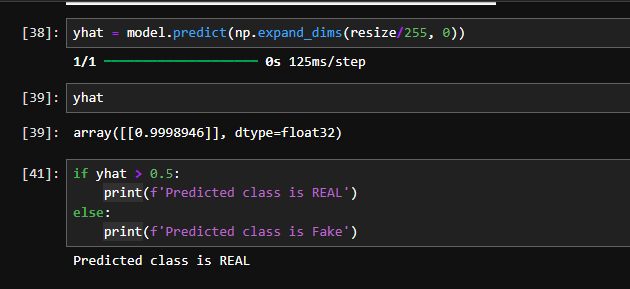 [38]: yhat = model.predict(np.expand_dims(resize/255, 0))
1/1 ━━━━━━━━━━━━━━━━━━━━ 0s 125ms/step
[39]: yhat
[39]: array([[0.9998946]], dtype=float32)
[41]: if yhat > 0.5:
    print(f'Predicted class is REAL')
else:
    print(f'Predicted class is Fake')
Predicted class is REAL